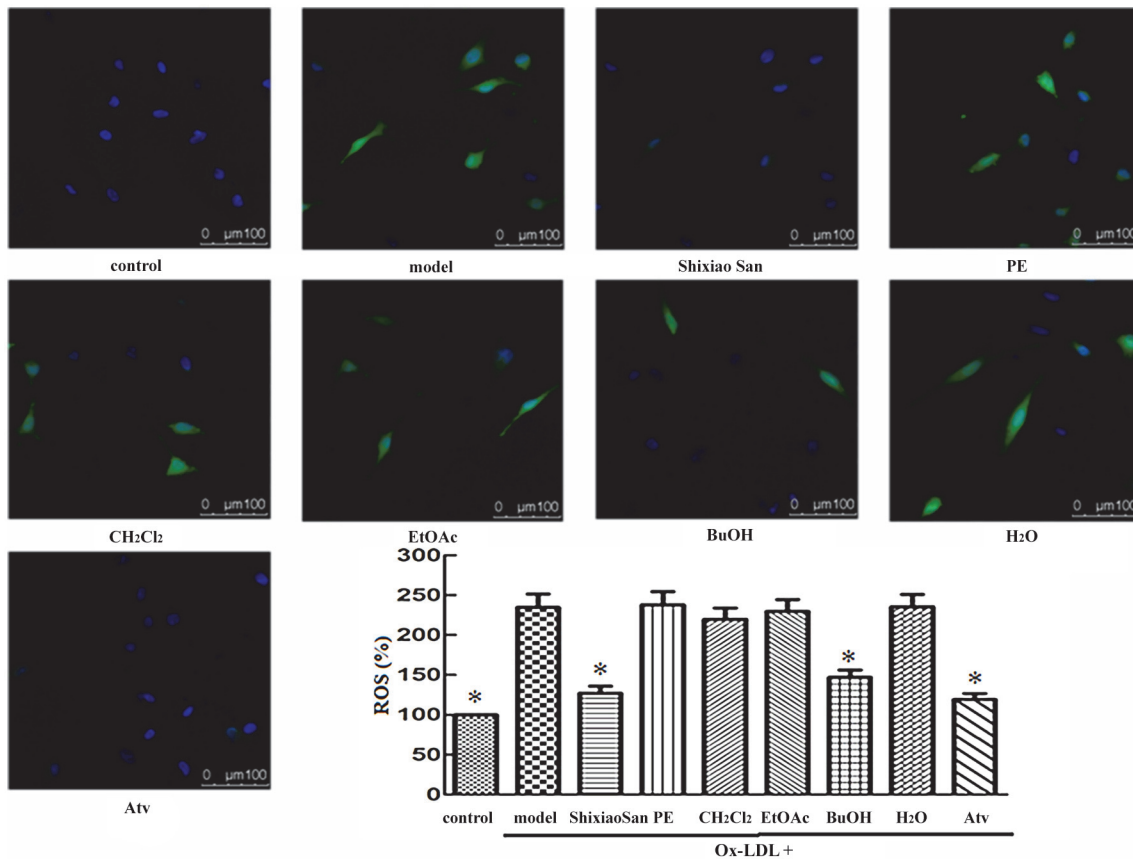 0 µm100
0 µm100
0 µm100
0 µm100
control
model
Shixiao San
PE
0 µm100
0 µm100
0 µm100
0 µm100
CH2Cl2
EtOAc
BuOH
H2O
0 µm100
Atv
ROS (%)
300
250
200
150
100
50
0
*
*
*
*
control model ShixiaoSan PE CH2Cl2 EtOAc BuOH H2O Atv
Ox-LDL +